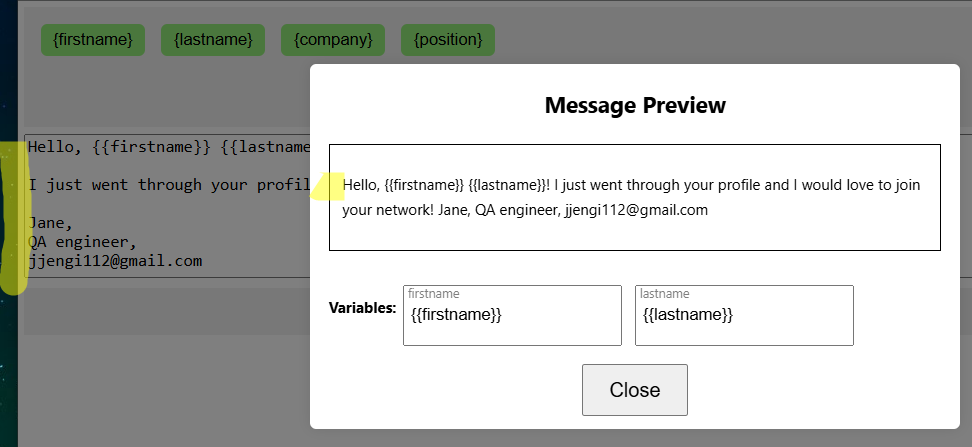 {firstname} {lastname} {company} {position}
Hello, {{firstname}} {{lastname
I just went through your profil
Jane,
QA engineer,
jjengi112@gmail.com
Message Preview
Hello, {{firstname}} {{lastname}}! I just went through your profile and I would love to join
your network! Jane, QA engineer, jjengi112@gmail.com
Variables:
firstname
{{firstname}}
lastname
{{lastname}}
Close